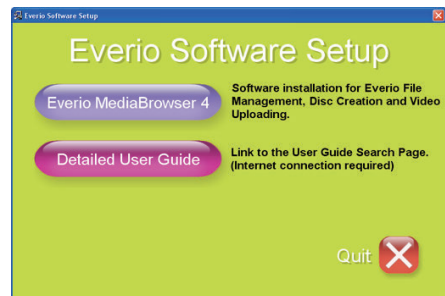 Everio Software Setup
Everio Software Setup
Everio MediaBrowser 4
Software installation for Everio File
Management, Disc Creation and Video
Uploading.
Detailed User Guide
Link to the User Guide Search Page.
(Internet connection required)
Quit